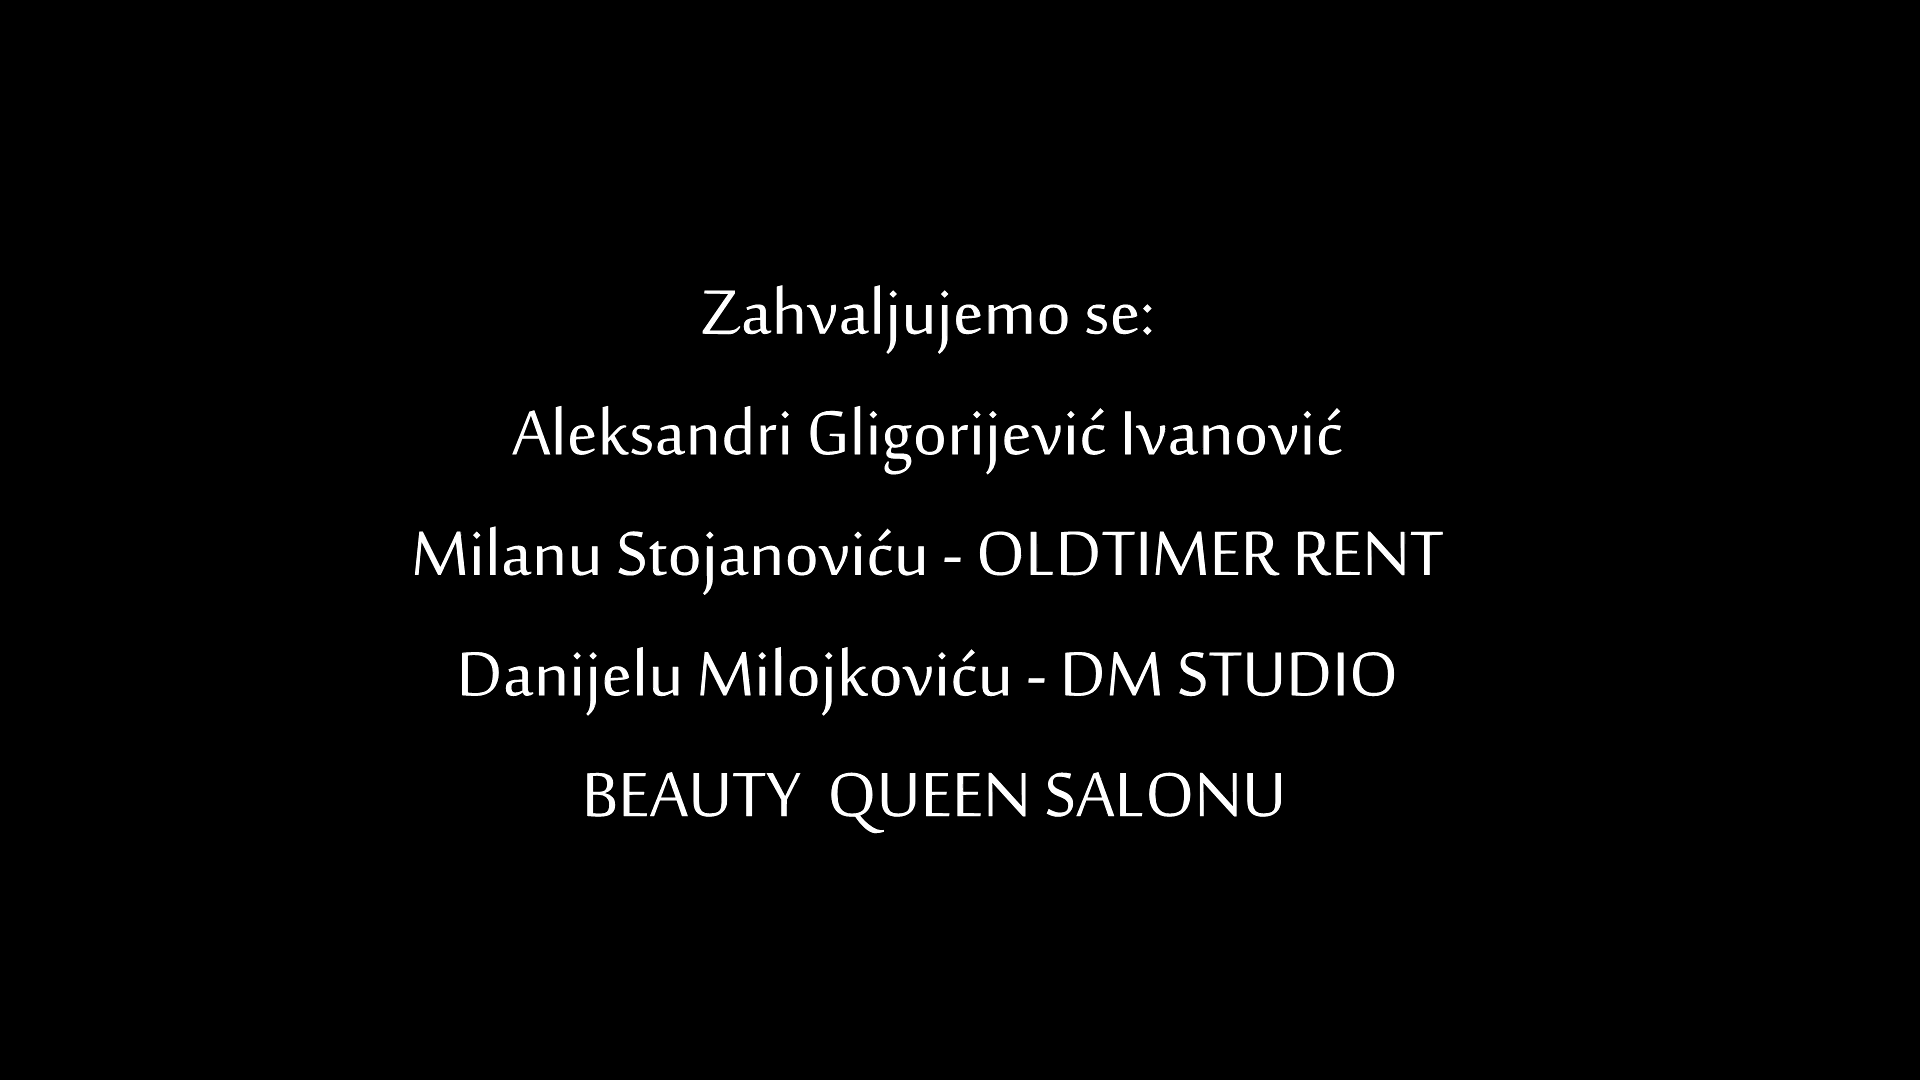 Zahvaljujemo se:
Aleksandri Gligorijević Ivanović
Milanu Stojanoviću - OLDTIMER RENT
Danijelu Milojkoviću - DM STUDIO
BEAUTY  QUEEN SALONU